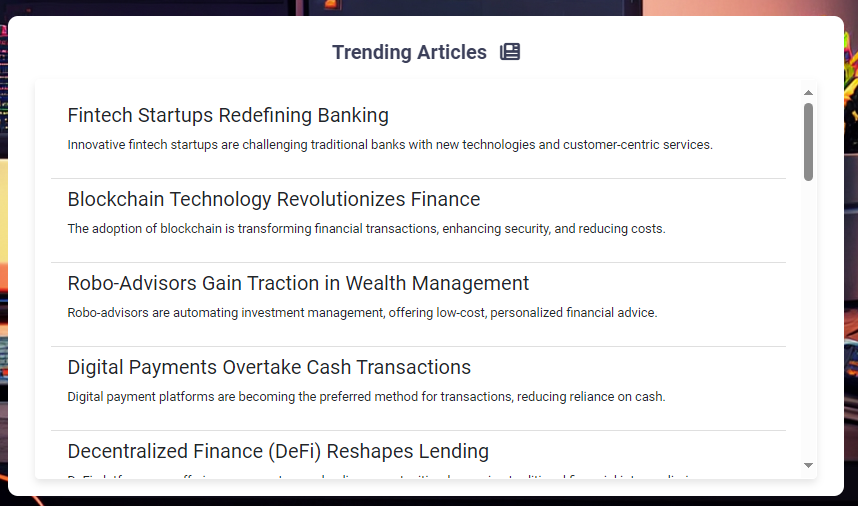 Trending Articles
Fintech Startups Redefining Banking
Innovative fintech startups are challenging traditional banks with new technologies and customer-centric services.
Blockchain Technology Revolutionizes Finance
The adoption of blockchain is transforming financial transactions, enhancing security, and reducing costs.
Robo-Advisors Gain Traction in Wealth Management
Robo-advisors are automating investment management, offering low-cost, personalized financial advice.
Digital Payments Overtake Cash Transactions
Digital payment platforms are becoming the preferred method for transactions, reducing reliance on cash.
Decentralized Finance (DeFi) Reshapes Lending